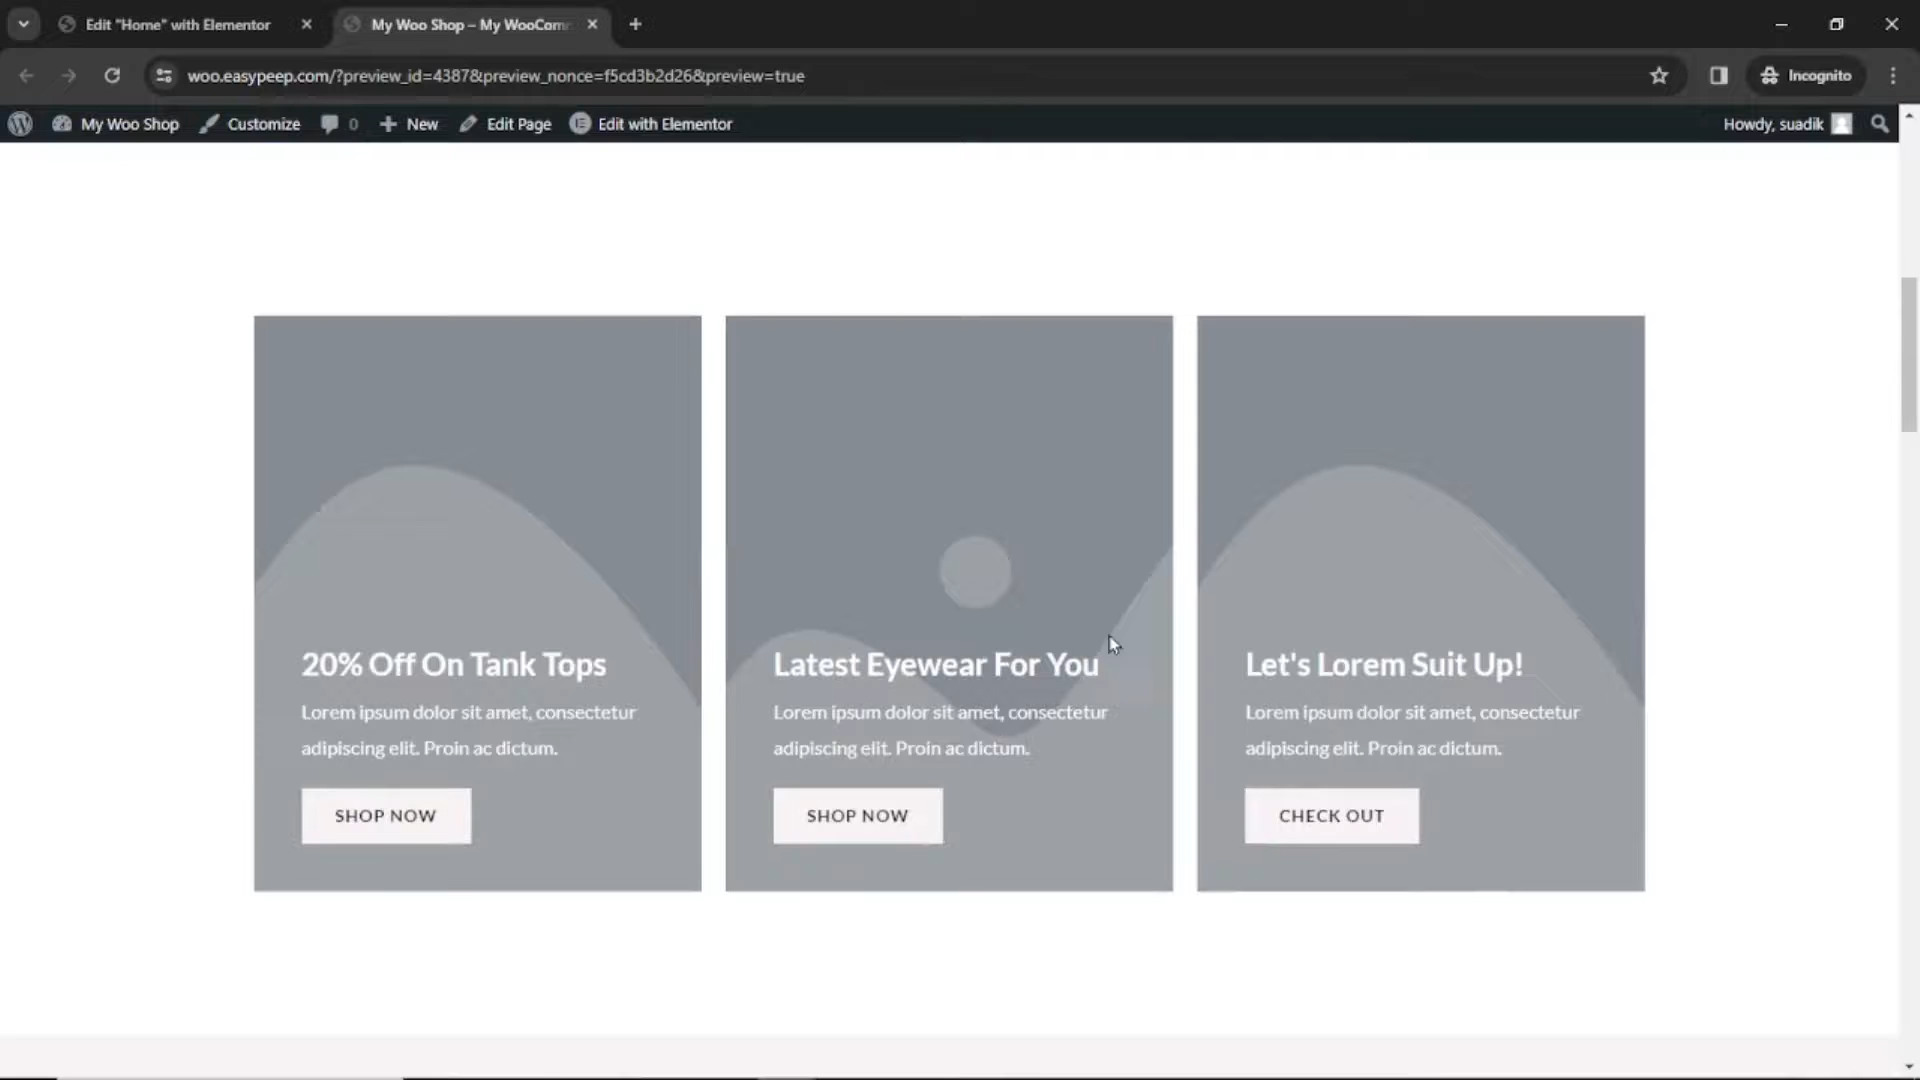 Edit "Home" with Elementor
My Woo Shop – My WooCom
woo.easypeep.com/?preview_id=4387&preview_nonce=f5cd3b2d26&preview=true
Incognito
My Woo Shop
Customize
0
New
Edit Page
Edit with Elementor
Howdy, suadik
20% Off On Tank Tops
Lorem ipsum dolor sit amet, consectetur
adipiscing elit. Proin ac dictum.
SHOP NOW
Latest Eyewear For You
Lorem ipsum dolor sit amet, consectetur
adipiscing elit. Proin ac dictum.
SHOP NOW
Let's Lorem Suit Up!
Lorem ipsum dolor sit amet, consectetur
adipiscing elit. Proin ac dictum.
CHECK OUT